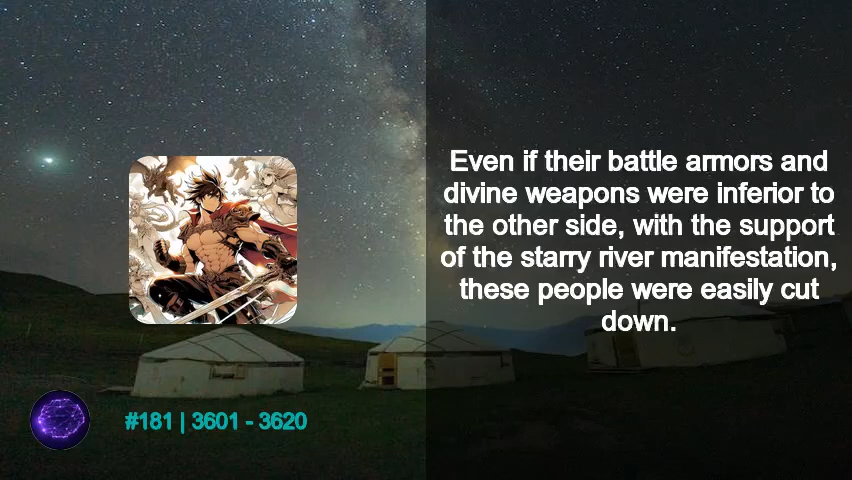 Even if their battle armors and
divine weapons were inferior to
the other side, with the support
of the starry river manifestation,
these people were easily cut
down.
#181 | 3601 - 3620